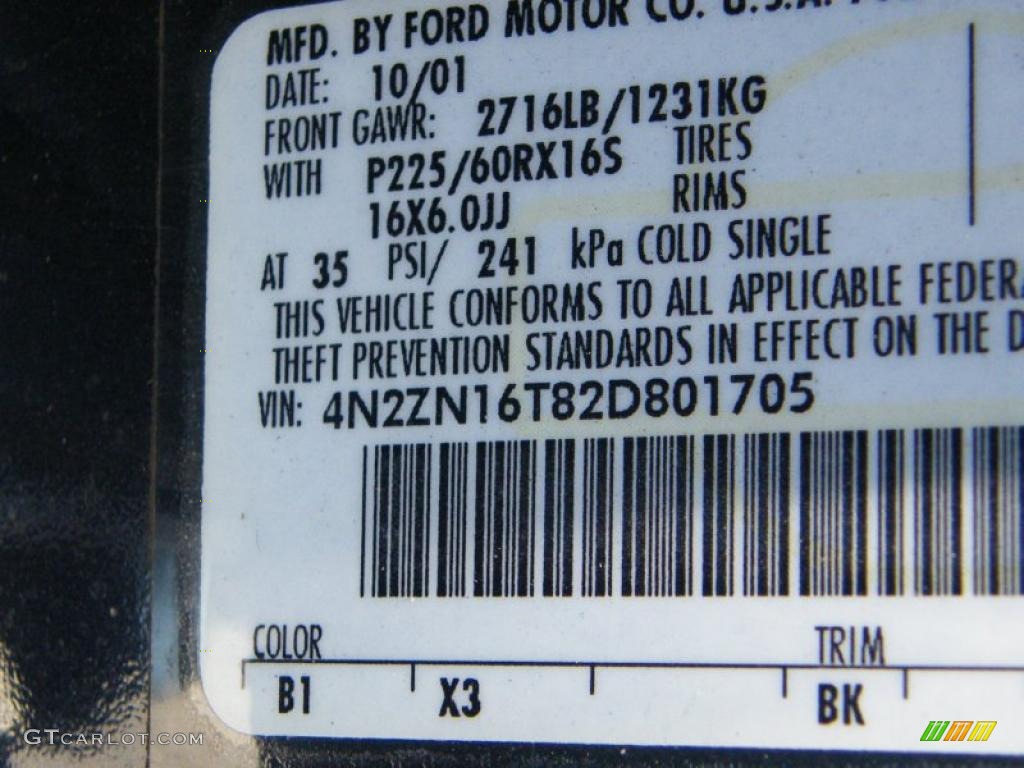 MFD. BY FORD MOTOR CO. U.S.A.
DATE: 10/01
FRONT GAWR: 2716LB/1231KG
WITH P225/60RX16S TIRES
16X6.0JJ RIMS
AT 35 PSI/ 241 kPa COLD SINGLE
THIS VEHICLE CONFORMS TO ALL APPLICABLE FEDERA
THEFT PREVENTION STANDARDS IN EFFECT ON THE D
VIN: 4N2ZN16T82D801705
COLOR TRIM
B1 X3 BK
GTCARLOT.COM